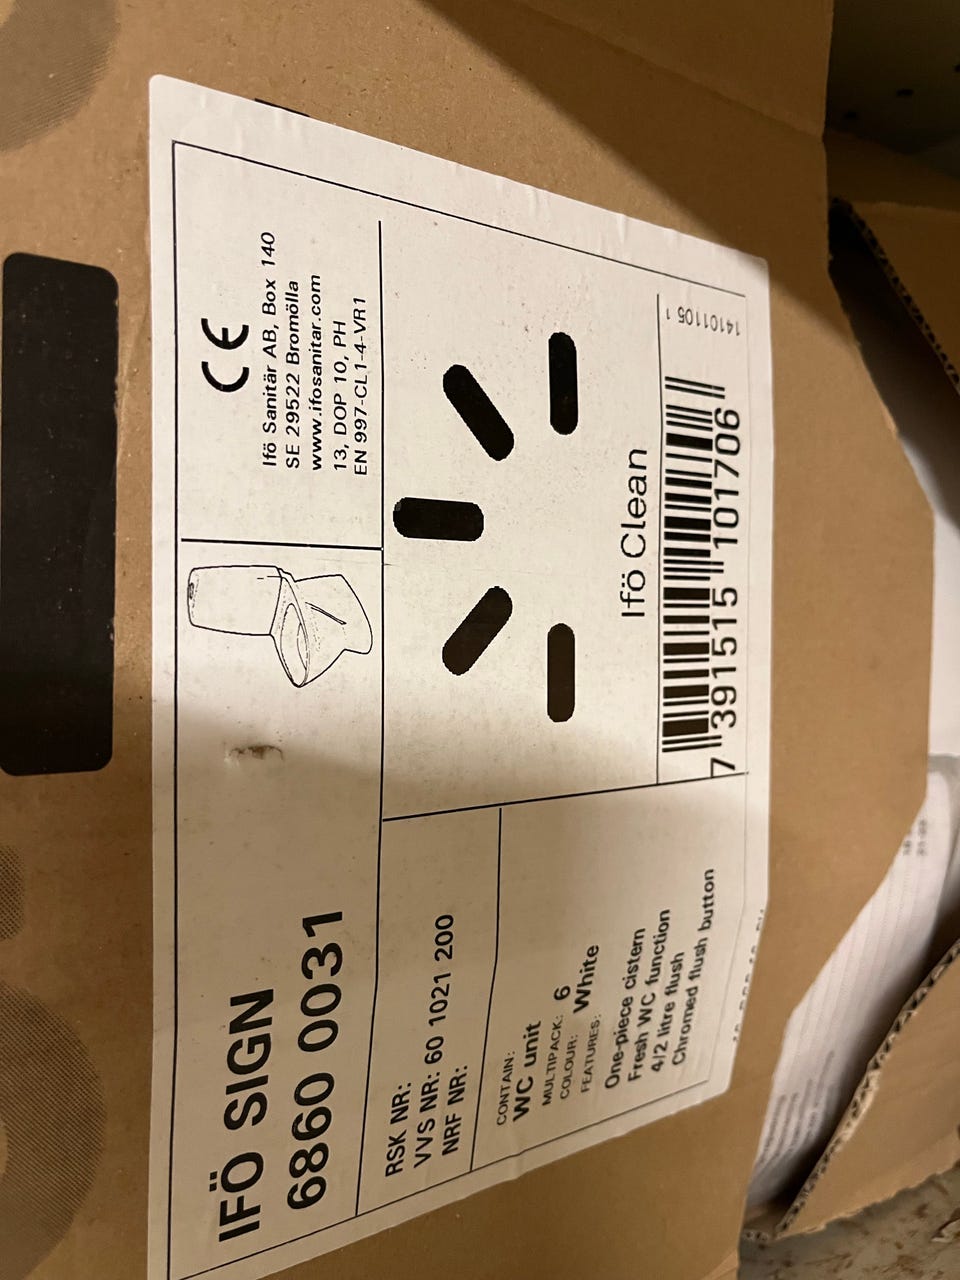 IFÖ SIGN
6860 0031
CE
Ifö Sanitär AB, Box 140
SE 29522 Bromölla
www.ifosanitar.com
13, DOP 10, PH
EN 997-CL1-4-VR1
RSK NR:
VVS NR: 60 1021 200
NRF NR:
CONTAIN:
WC unit
MULTIPACK: 6
COLOUR: White
FEATURES:
One-piece cistern
Fresh WC function
4/2 litre flush
Chromed flush button
Ifö Clean
14101105 1
7 391515 101706